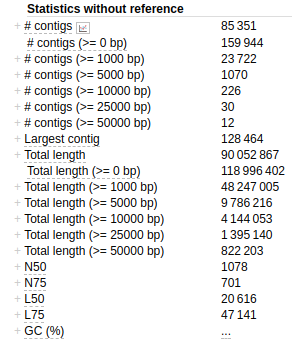 Statistics without reference
# contigs 85 351
# contigs (>= 0 bp) 159 944
# contigs (>= 1000 bp) 23 722
# contigs (>= 5000 bp) 1070
# contigs (>= 10000 bp) 226
# contigs (>= 25000 bp) 30
# contigs (>= 50000 bp) 12
Largest contig 128 464
Total length 90 052 867
Total length (>= 0 bp) 118 996 402
Total length (>= 1000 bp) 48 247 005
Total length (>= 5000 bp) 9 786 216
Total length (>= 10000 bp) 4 144 053
Total length (>= 25000 bp) 1 395 140
Total length (>= 50000 bp) 822 203
N50 1078
N75 701
L50 20 616
L75 47 141
GC (%) ...